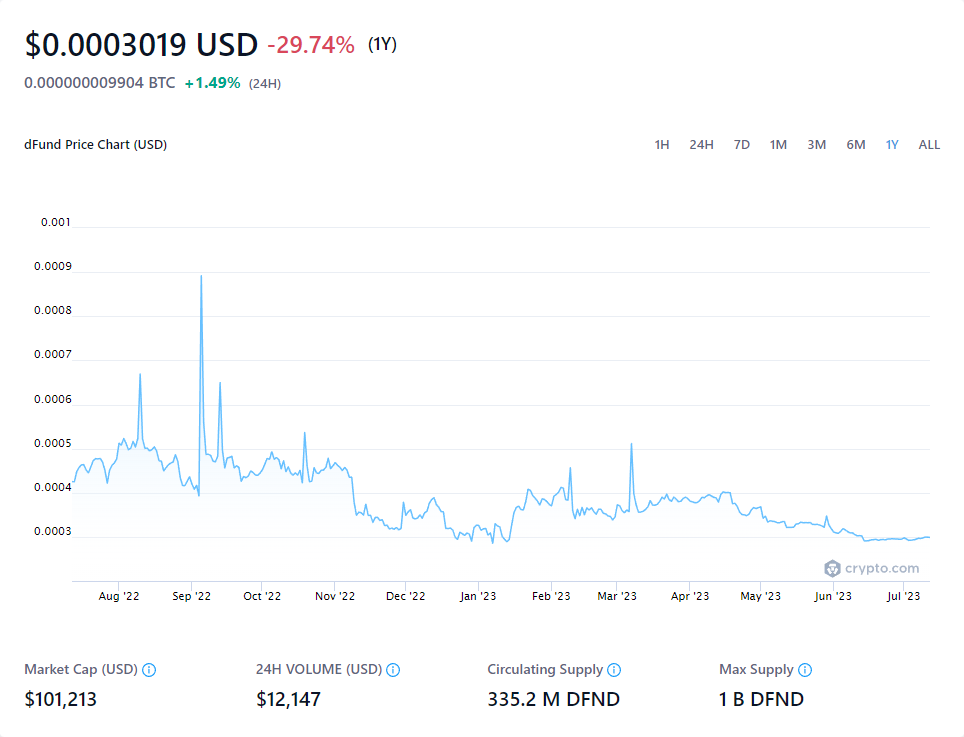 $0.0003019 USD -29.74% (1Y)
0.000000009904 BTC +1.49% (24H)
dFund Price Chart (USD) 1H 24H 7D 1M 3M 6M 1Y ALL
0.001
0.0009
0.0008
0.0007
0.0006
0.0005
0.0004
0.0003
crypto.com
Aug '22 Sep '22 Oct '22 Nov '22 Dec '22 Jan '23 Feb '23 Mar '23 Apr '23 May '23 Jun '23 Jul '23
Market Cap (USD) 24H VOLUME (USD) Circulating Supply Max Supply
$101,213 $12,147 335.2 M DFND 1 B DFND